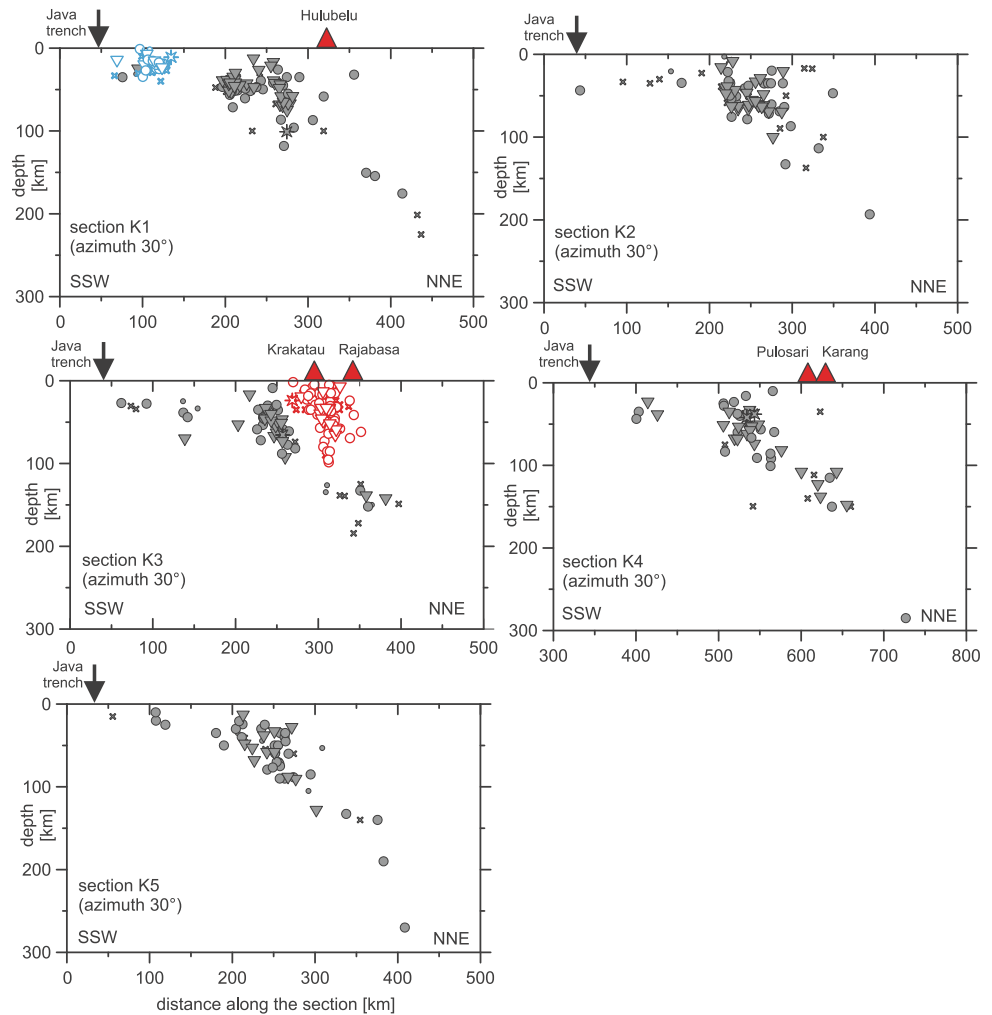 Java
trench
Hulubelu
0
100
200
300
depth
[km]
section K1
(azimuth 30°)
SSW
NNE
0
100
200
300
400
500
Java
trench
0
100
200
300
depth
[km]
section K2
(azimuth 30°)
SSW
NNE
0
100
200
300
400
500
Java
trench
Krakatau
Rajabasa
0
100
200
300
depth
[km]
section K3
(azimuth 30°)
SSW
NNE
0
100
200
300
400
500
Java
trench
Pulosari
Karang
0
100
200
300
depth
[km]
section K4
(azimuth 30°)
SSW
NNE
300
400
500
600
700
800
Java
trench
0
100
200
300
depth
[km]
section K5
(azimuth 30°)
SSW
NNE
0
100
200
300
400
500
distance along the section [km]